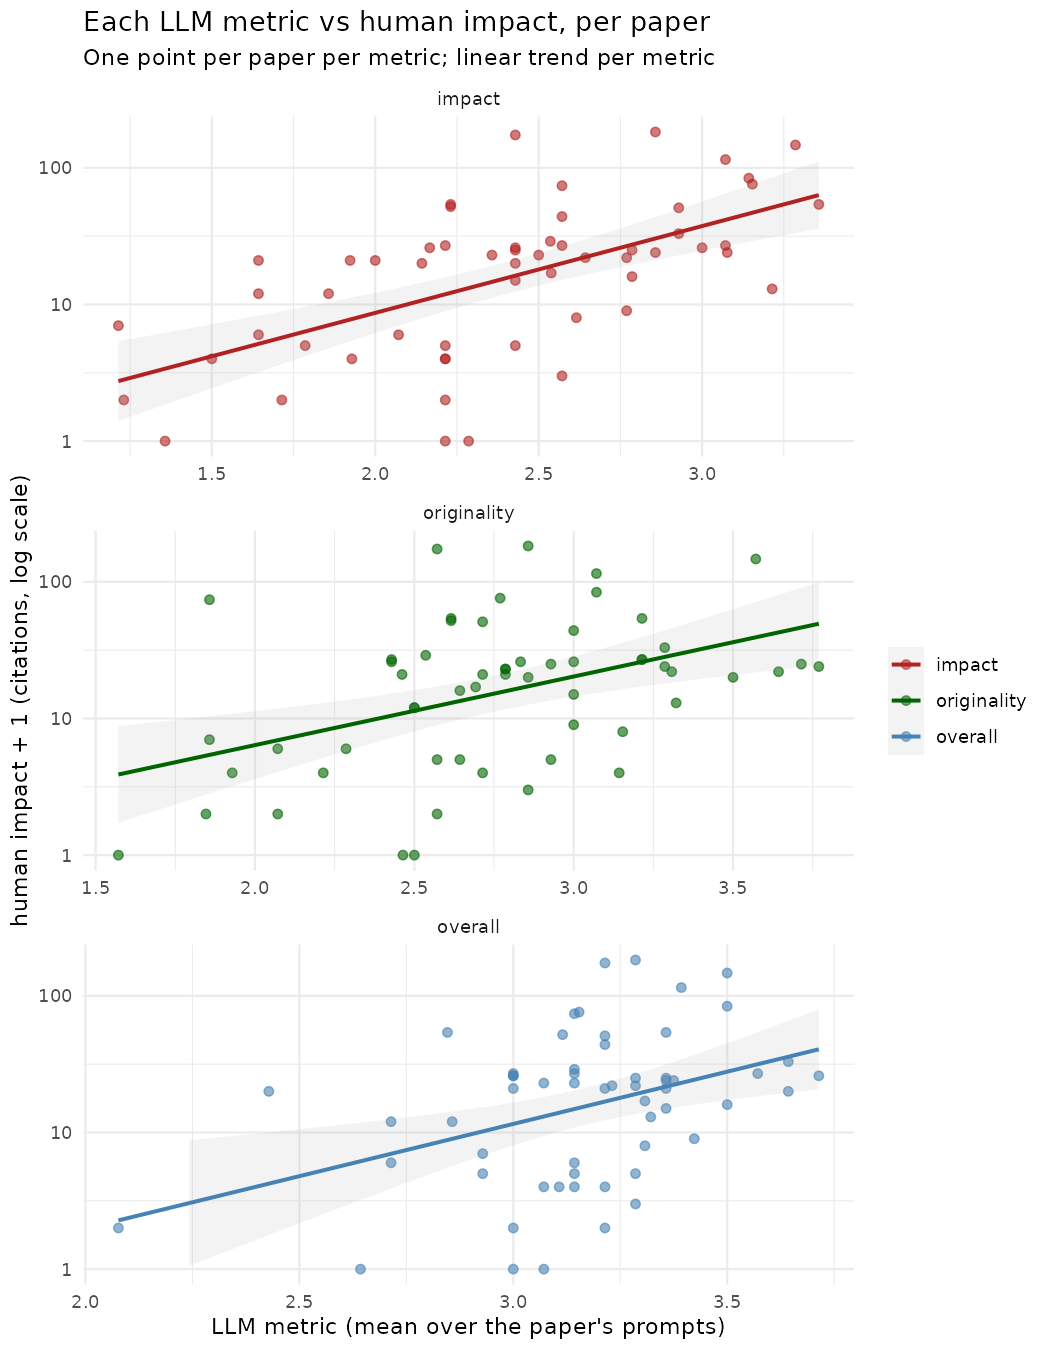 Each LLM metric vs human impact, per paper
One point per paper per metric; linear trend per metric
impact
100
10
1
1.5 2.0 2.5 3.0
originality
100
10
1
1.5 2.0 2.5 3.0 3.5
overall
100
10
1
2.0 2.5 3.0 3.5
LLM metric (mean over the paper's prompts)
human impact + 1 (citations, log scale)
impact
originality
overall